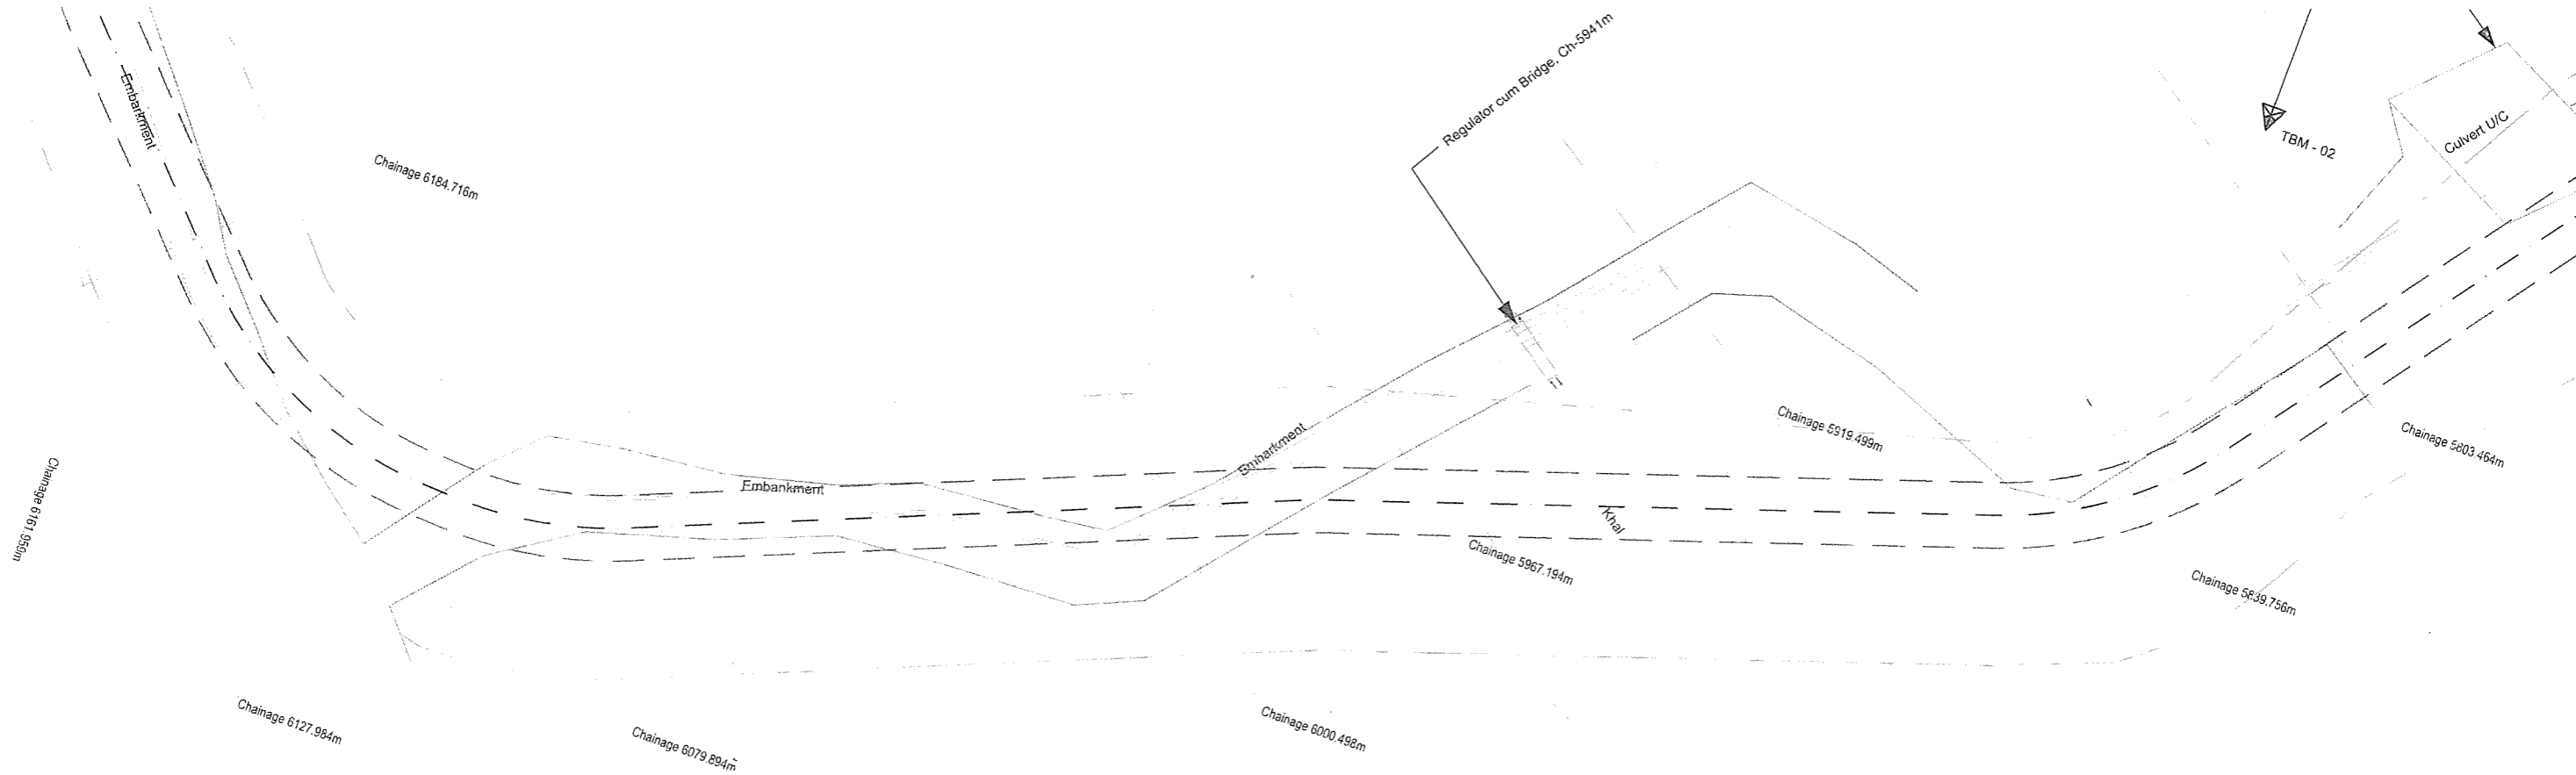 Embankment
Chainage 6184.716m
Regulator cum Bridge, Ch-5941m
TBM - 02
Culvert U/C
Chainage 5919.499m
Chainage 5803.464m
Embankment
Embankment
Khal
Chainage 6161.959m
Chainage 5967.194m
Chainage 5839.756m
Chainage 6127.984m
Chainage 6079.894m
Chainage 6000.498m